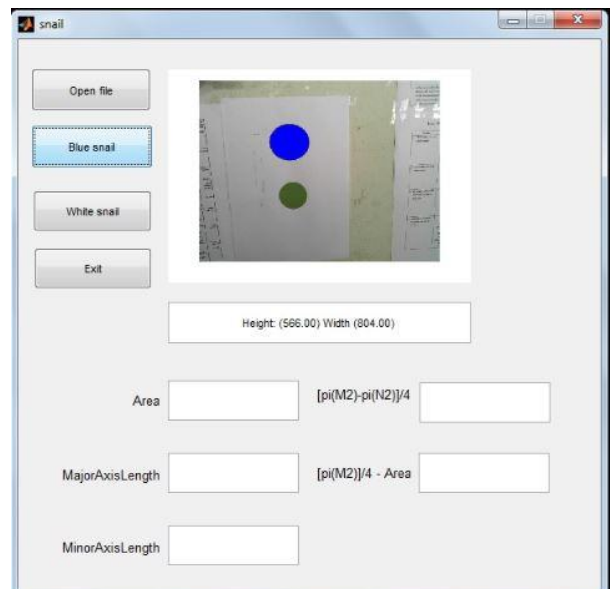 snail
Open file
Blue snail
White snail
Exit
Height: (566.00) Width (804.00)
Area
[pi(M2)-pi(N2)]/4
MajorAxisLength
[pi(M2)]/4 - Area
MinorAxisLength